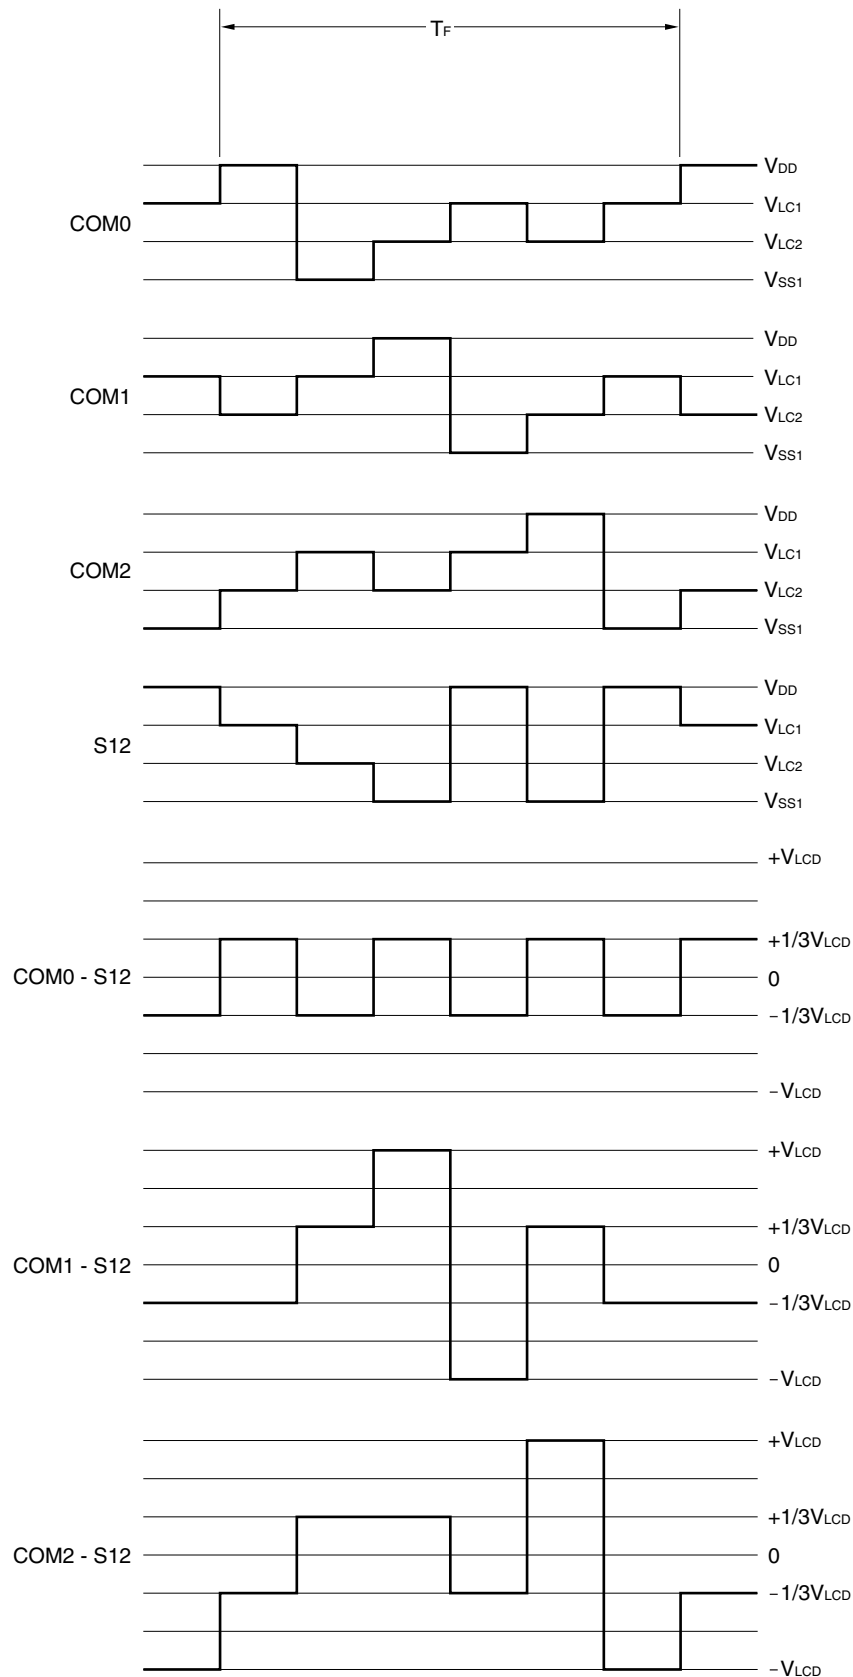 TF
VDD
VLC1
COM0
VLC2
VSS1
VDD
VLC1
COM1
VLC2
VSS1
VDD
VLC1
COM2
VLC2
VSS1
VDD
VLC1
S12
VLC2
VSS1
+VLCD
+1/3VLCD
COM0 - S12
0
−1/3VLCD
−VLCD
+VLCD
+1/3VLCD
COM1 - S12
0
−1/3VLCD
−VLCD
+VLCD
+1/3VLCD
COM2 - S12
0
−1/3VLCD
−VLCD